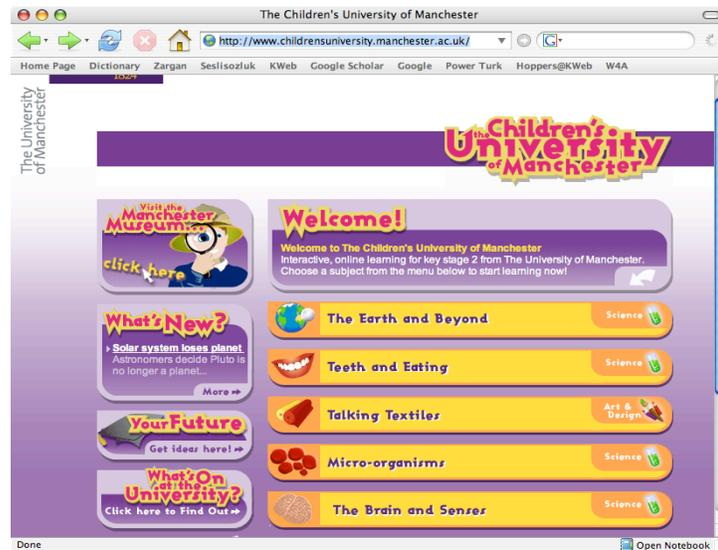 The Children's University of Manchester
http://www.childrensuniversity.manchester.ac.uk/
G
Home Page Dictionary Zargan Seslisozluk KWeb Google Scholar Google Power Turk Hoppers@KWeb W4A
1824
The University
of Manchester
the Children's
University
of Manchester
Visit the
Manchester
Museum...
click here
Welcome!
Welcome to The Children's University of Manchester
Interactive, online learning for key stage 2 from The University of Manchester.
Choose a subject from the menu below to start learning now!
What's New?
Solar system loses planet
Astronomers decide Pluto is
no longer a planet...
More
Your Future
Get ideas here!
What's On
at the
University?
Click here to Find Out
The Earth and Beyond
Science
Teeth and Eating
Science
Talking Textiles
Art &
Design
Micro-organisms
Science
The Brain and Senses
Science
Done
Open Notebook